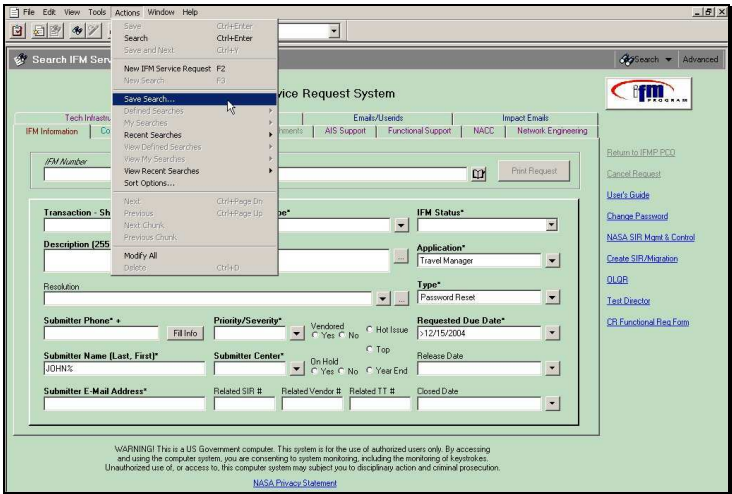 File Edit View Tools Actions Window Help
Save Ctrl+Enter
Search Ctrl+Enter
Save and Next Ctrl+Y
New IFM Service Request F2
New Search F3
Save Search...
Defined Searches
My Searches
Recent Searches
View Defined Searches
View My Searches
View Recent Searches
Sort Options...
Next Ctrl+Page Dn
Previous Ctrl+Page Up
Next Chunk
Previous Chunk
Modify All
Delete Ctrl+D
Search IFM Serv
Search Advanced
vice Request System
ifm
PROGRAM
Tech Infrastru
Emails/Userids
Impact Emails
IFM Information Co
hments AIS Support Functional Support NACC Network Engineering
IFM Number
Print Request
Transaction - Sh
pe*
IFM Status*
Description (255
Application*
Travel Manager
Resolution
Type*
Password Reset
Submitter Phone* +
Fill Info
Priority/Severity*
Vendored
Yes No
Hot Issue
Top
Year End
Requested Due Date*
>12/15/2004
Submitter Name (Last, First)*
JOHN%
Submitter Center*
On Hold
Yes No
Release Date
Submitter E-Mail Address*
Related SIR #
Related Vendor #
Related TT #
Closed Date
Return to IFMP PCO
Cancel Request
User's Guide
Change Password
NASA SIR Mgmt & Control
Create SIR/Migration
OLQR
Test Director
CR Functional Req Form
WARNING! This is a US Government computer. This system is for the use of authorized users only. By accessing
and using the computer system, you are consenting to system monitoring, including the monitoring of keystrokes.
Unauthorized use of, or access to, this computer system may subject you to disciplinary action and criminal prosecution.
NASA Privacy Statement